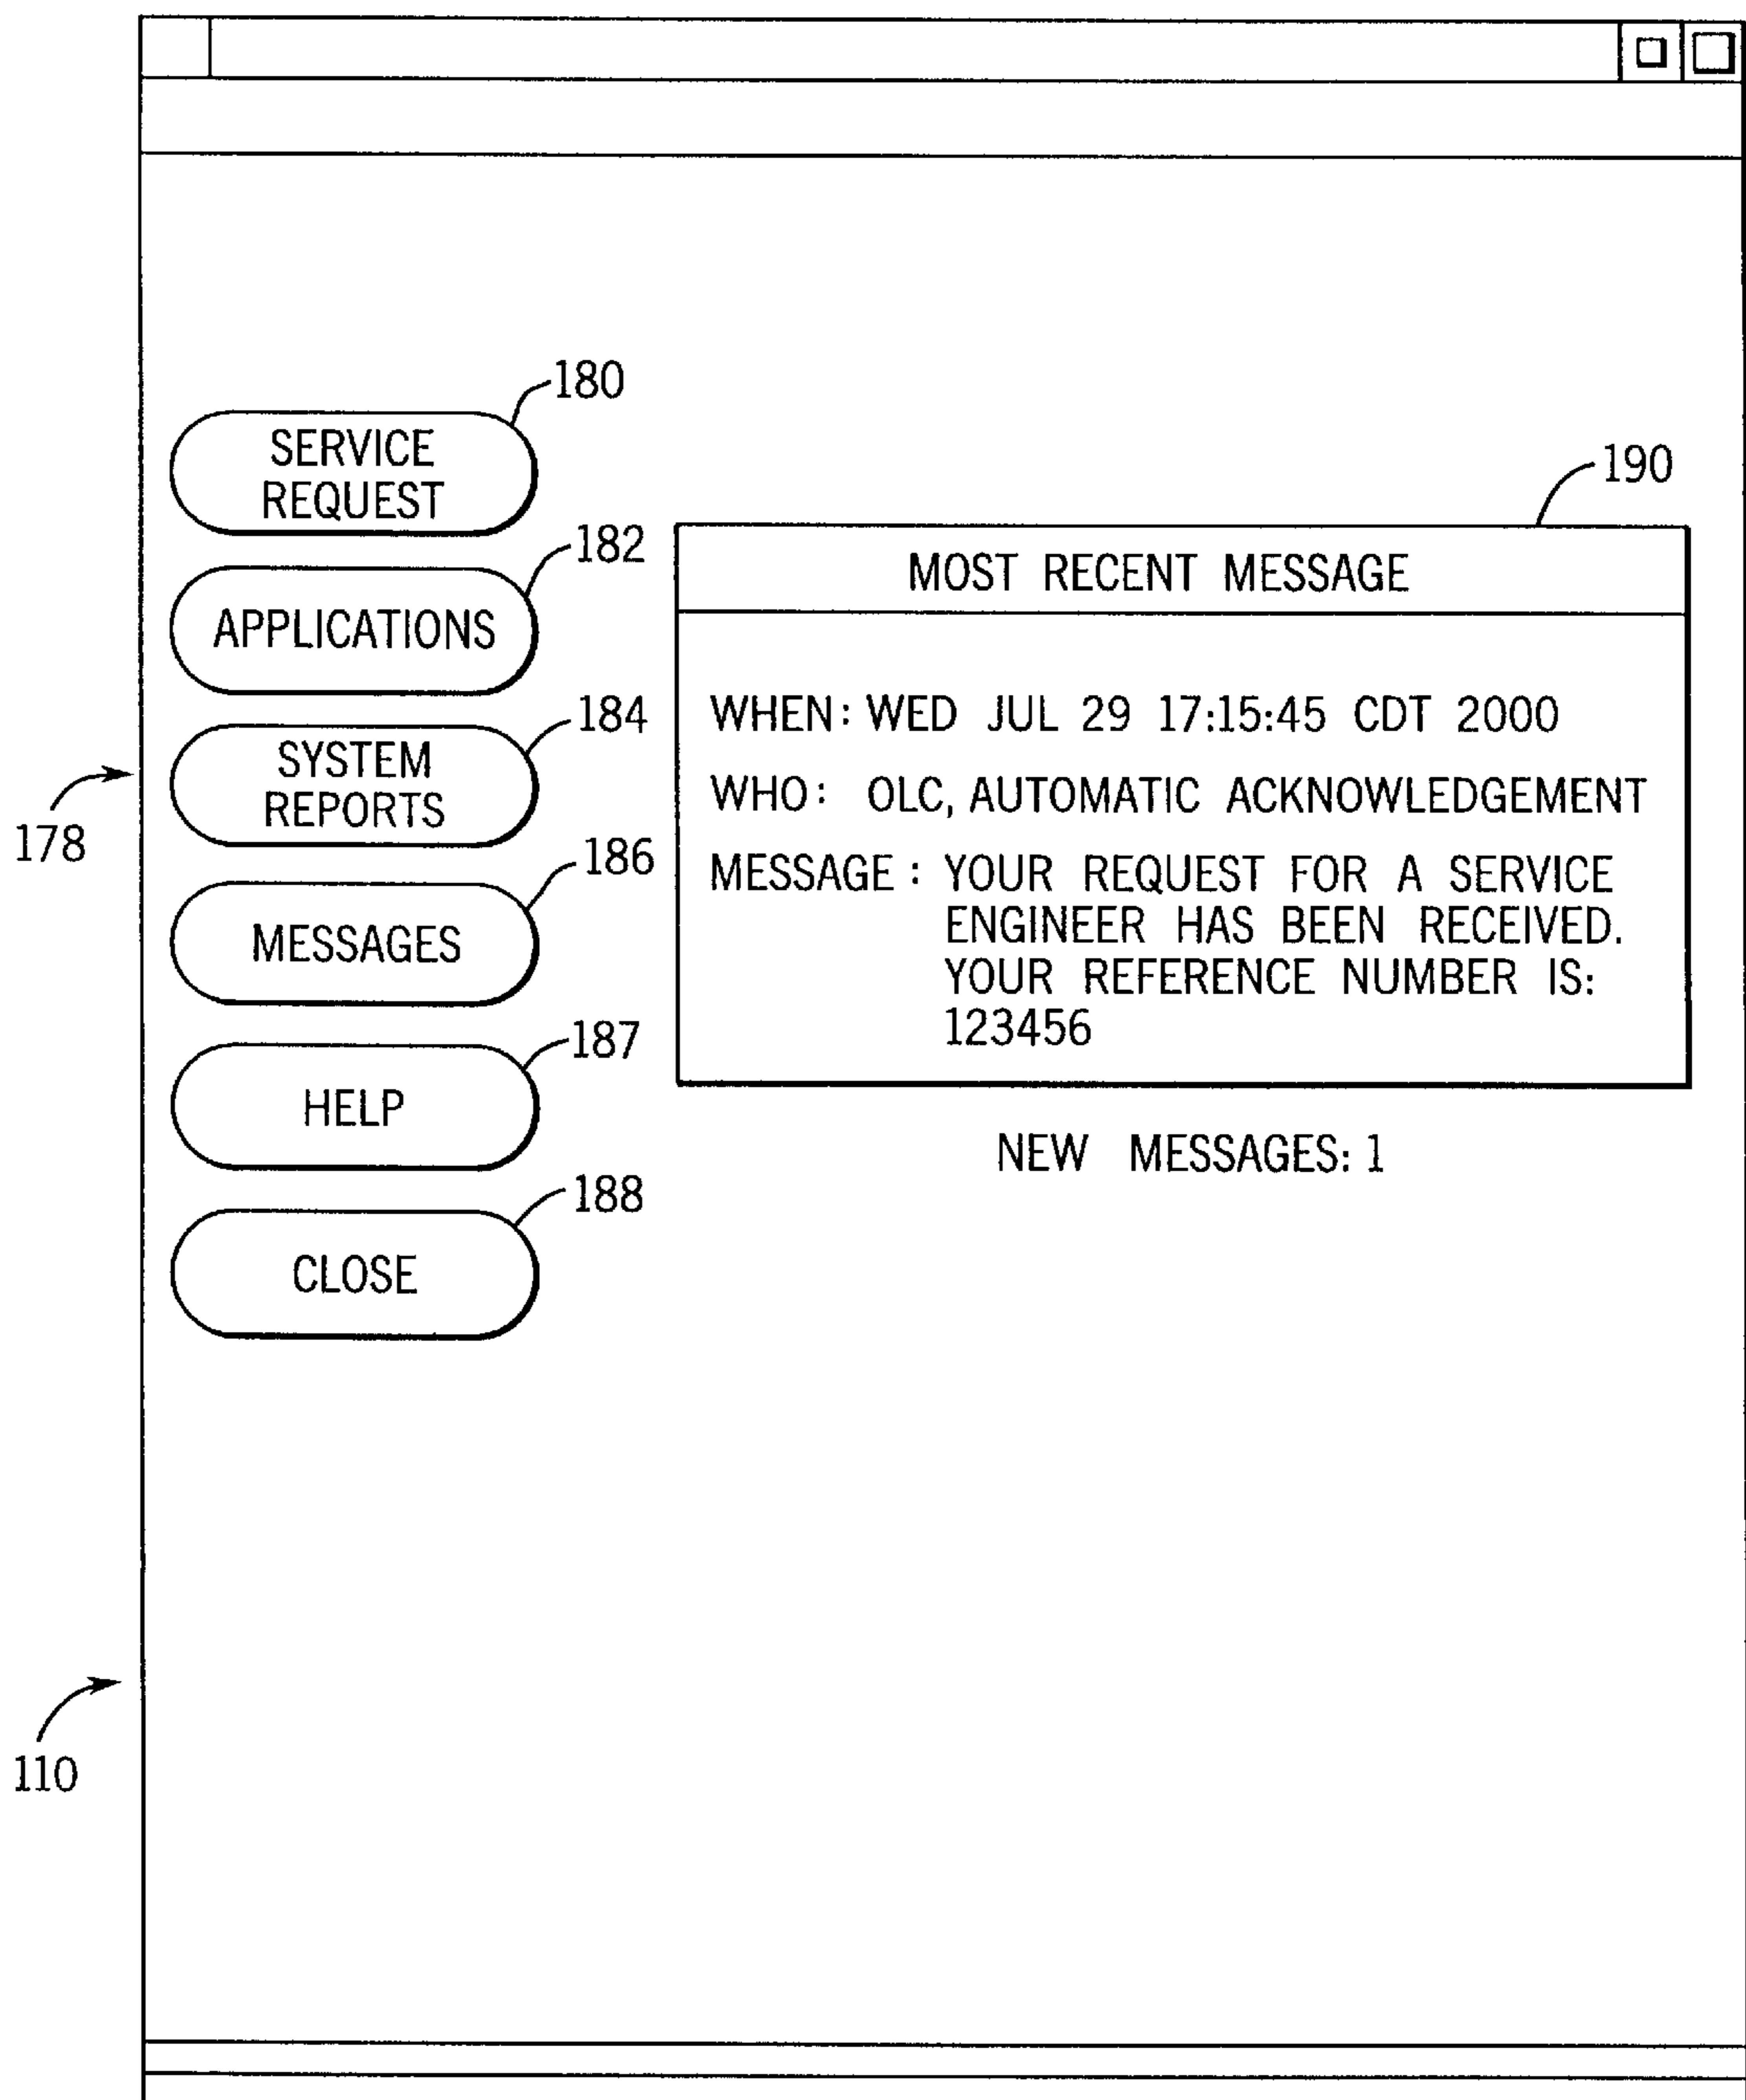 180
SERVICE
REQUEST
182
APPLICATIONS
184
SYSTEM
REPORTS
178
186
MESSAGES
187
HELP
188
CLOSE
190
MOST RECENT MESSAGE
WHEN: WED JUL 29 17:15:45 CDT 2000
WHO: OLC, AUTOMATIC ACKNOWLEDGEMENT
MESSAGE: YOUR REQUEST FOR A SERVICE
ENGINEER HAS BEEN RECEIVED.
YOUR REFERENCE NUMBER IS:
123456
NEW MESSAGES: 1
110